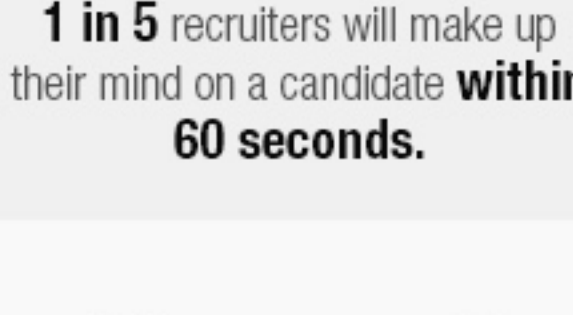 1 in 5 recruiters will make up
their mind on a candidate within
60 seconds.